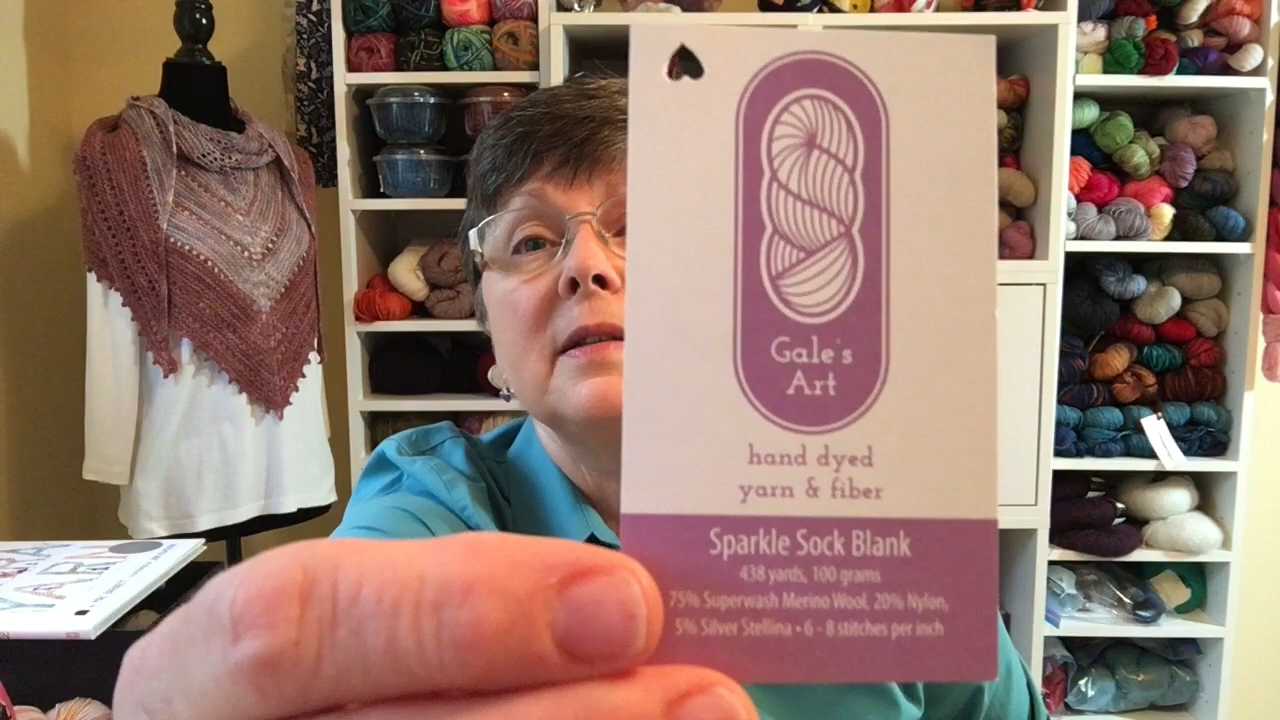 Gale's
Art
hand dyed
yarn & fiber
Sparkle Sock Blank
438 yards, 100 grams
75% Superwash Merino Wool, 20% Nylon,
5% Silver Stellina • 6 - 8 stitches per inch
YARN